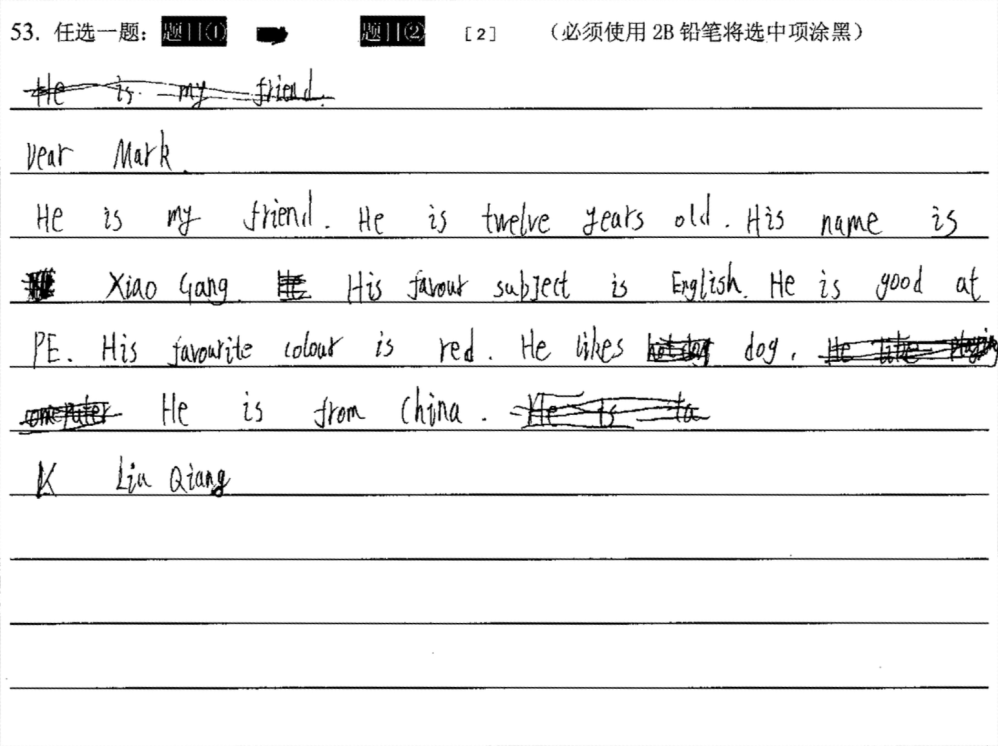 53. 任选一题: 题目① 题目② [2] (必须使用 2B 铅笔将选中项涂黑)
He is my friend.
Dear Mark.
He is my friend. He is twelve years old. His name is
Xiao Gang. He His favour subject is English. He is good at
PE. His favourite colour is red. He likes hot dog dog. He like playing
computer He is from China. He is ta
K Liu Qiang